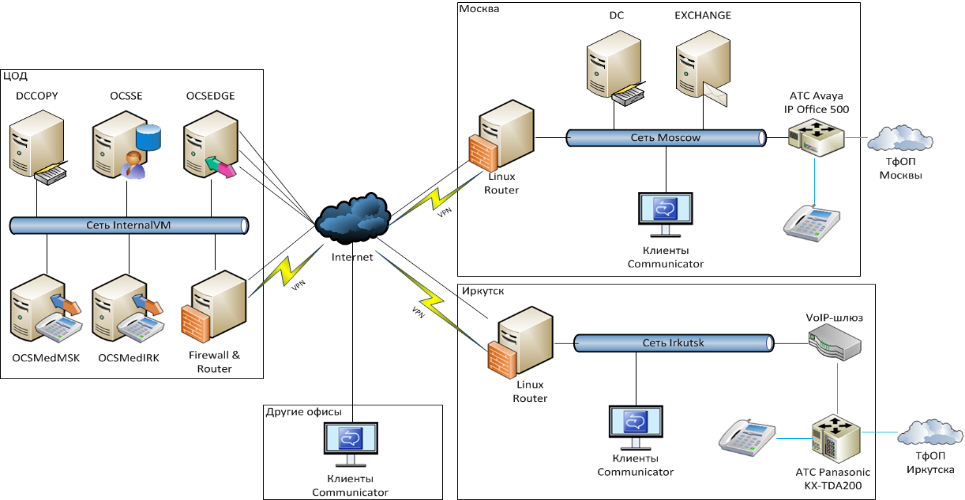 Москва
DC
EXCHANGE
АТС Avaya
IP Office 500
Сеть Moscow
ТфОП
Москвы
Linux
Router
VPN
Клиенты
Communicator
ЦОД
DCCOPY
OCSSE
OCSEDGE
Сеть InternalVM
OCSMedMSK
OCSMedIRK
Firewall &
Router
VPN
Internet
VPN
Иркутск
VoIP-шлюз
Сеть Irkutsk
Linux
Router
Клиенты
Communicator
АТС Panasonic
KX-TDA200
ТфОП
Иркутска
Другие офисы
Клиенты
Communicator